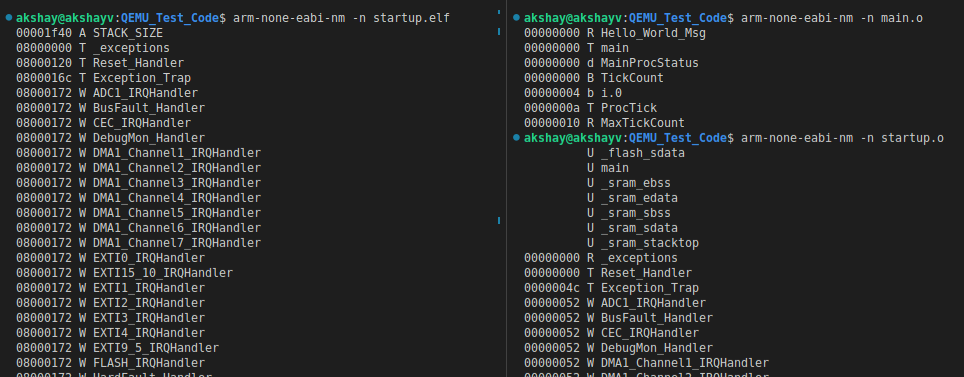 akshay@akshayv:QEMU_Test_Code$ arm-none-eabi-nm -n startup.elf
00001f40 A STACK_SIZE
08000000 T _exceptions
08000120 T Reset_Handler
0800016c T Exception_Trap
08000172 W ADC1_IRQHandler
08000172 W BusFault_Handler
08000172 W CEC_IRQHandler
08000172 W DebugMon_Handler
08000172 W DMA1_Channel1_IRQHandler
08000172 W DMA1_Channel2_IRQHandler
08000172 W DMA1_Channel3_IRQHandler
08000172 W DMA1_Channel4_IRQHandler
08000172 W DMA1_Channel5_IRQHandler
08000172 W DMA1_Channel6_IRQHandler
08000172 W DMA1_Channel7_IRQHandler
08000172 W EXTI0_IRQHandler
08000172 W EXTI15_10_IRQHandler
08000172 W EXTI1_IRQHandler
08000172 W EXTI2_IRQHandler
08000172 W EXTI3_IRQHandler
08000172 W EXTI4_IRQHandler
08000172 W EXTI9_5_IRQHandler
08000172 W FLASH_IRQHandler
08000172 W HardFault_Handler
akshay@akshayv:QEMU_Test_Code$ arm-none-eabi-nm -n main.o
00000000 R Hello_World_Msg
00000000 T main
00000000 d MainProcStatus
00000000 B TickCount
00000004 b i.0
0000000a T ProcTick
00000010 R MaxTickCount
akshay@akshayv:QEMU_Test_Code$ arm-none-eabi-nm -n startup.o
U _flash_sdata
U main
U _sram_ebss
U _sram_edata
U _sram_sbss
U _sram_sdata
U _sram_stacktop
00000000 R _exceptions
00000000 T Reset_Handler
0000004c T Exception_Trap
00000052 W ADC1_IRQHandler
00000052 W BusFault_Handler
00000052 W CEC_IRQHandler
00000052 W DebugMon_Handler
00000052 W DMA1_Channel1_IRQHandler
00000052 W DMA1_Channel2_IRQHandler